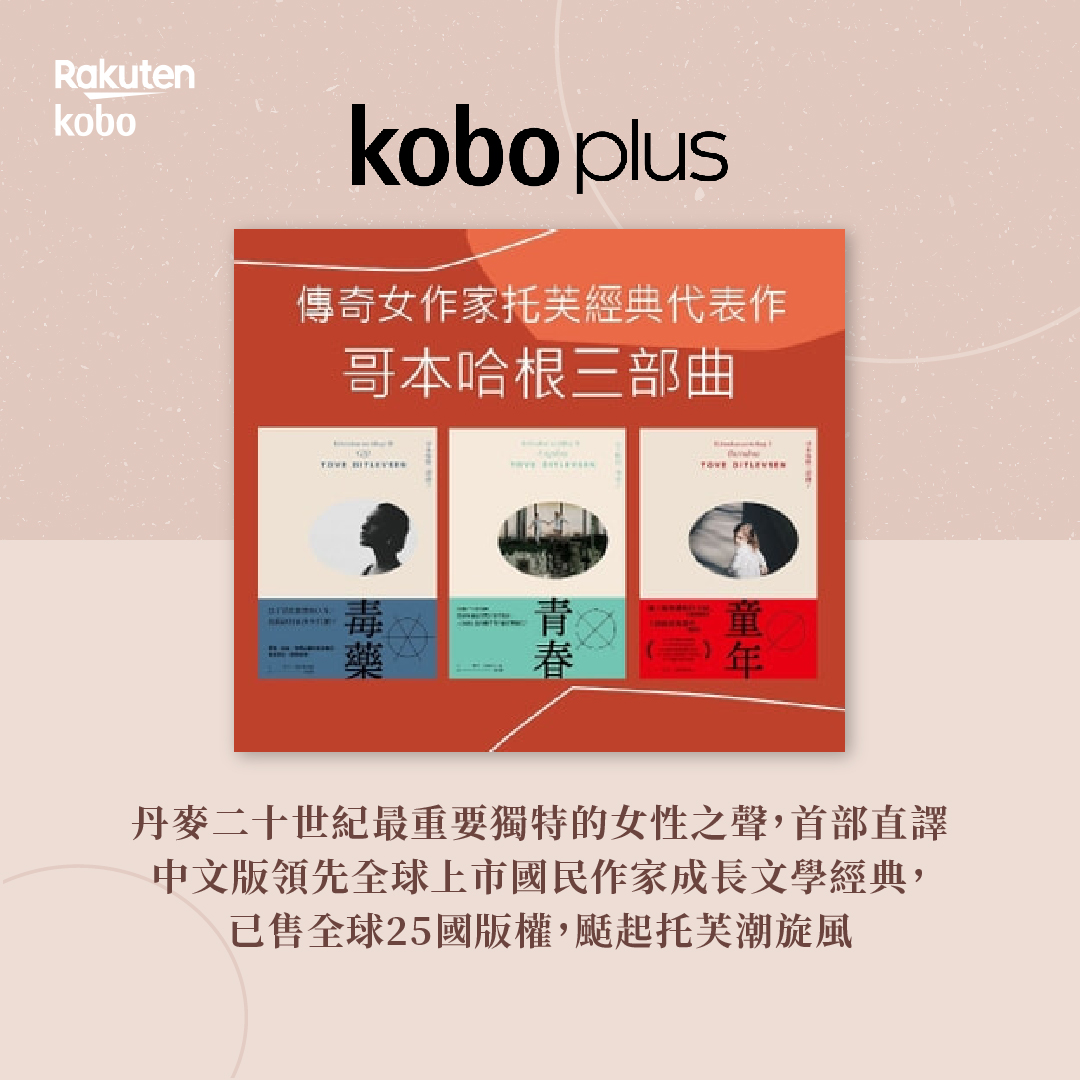 Rakuten
kobo
kobo plus
傳奇女作家托芙經典代表作
哥本哈根三部曲
TOVE DITLEVSEN
毒藥
TOVE DITLEVSEN
青春
TOVE DITLEVSEN
童年
丹麥二十世紀最重要獨特的女性之聲，首部直譯
中文版領先全球上市國民作家成長文學經典，
已售全球25國版權，颳起托芙潮旋風